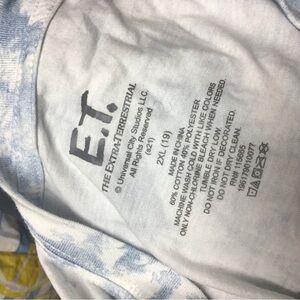 E.T.
THE EXTRA-TERRESTRIAL
© Universal City Studios LLC.
All Rights Reserved
(s21)
2XL (19)
MADE IN CHINA
60% COTTON 40% POLYESTER
MACHINE WASH COLD WITH LIKE COLORS
ONLY NON-CHLORINE BLEACH WHEN NEEDED.
TUMBLE DRY LOW
DO NOT IRON IF DECORATED.
DO NOT DRY CLEAN.